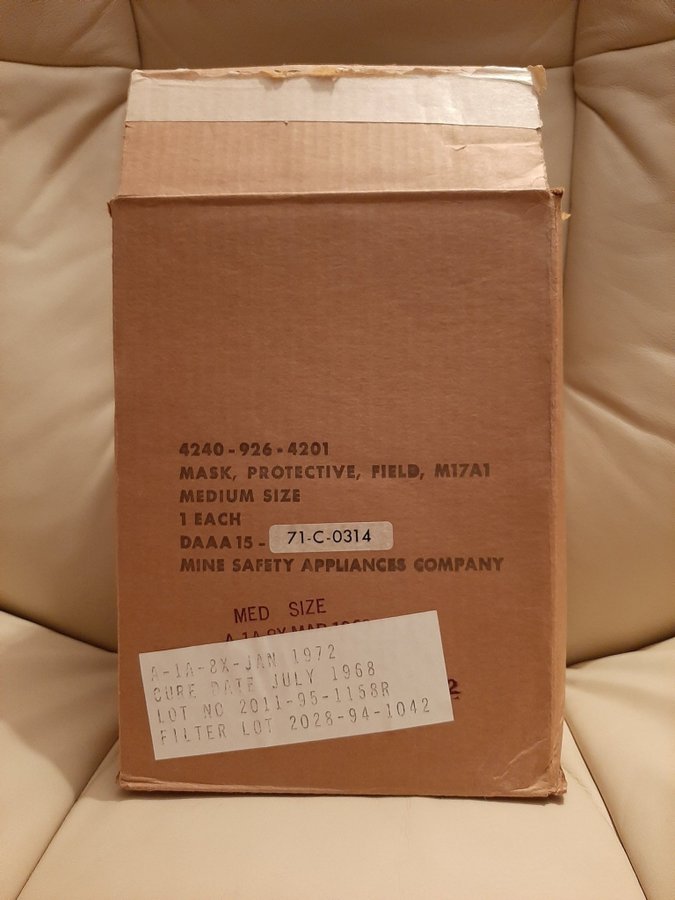 4240-926-4201
MASK, PROTECTIVE, FIELD, M17A1
MEDIUM SIZE
1 EACH
DAAA15- 71-C-0314
MINE SAFETY APPLIANCES COMPANY
MED SIZE
A-1A-8X-JAN 1972
CURE DATE JULY 1968
LOT NO 2011-95-1158R
FILTER LOT 2028-94-1042